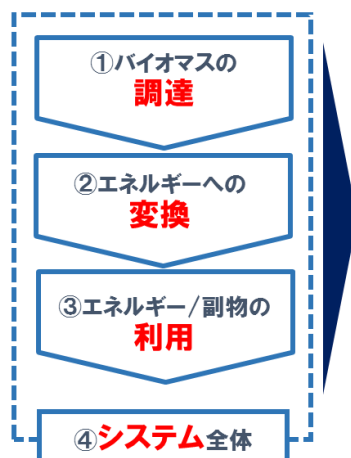 ①バイオマスの
調達
②エネルギーへの
変換
③エネルギー/副物の
利用
④システム全体